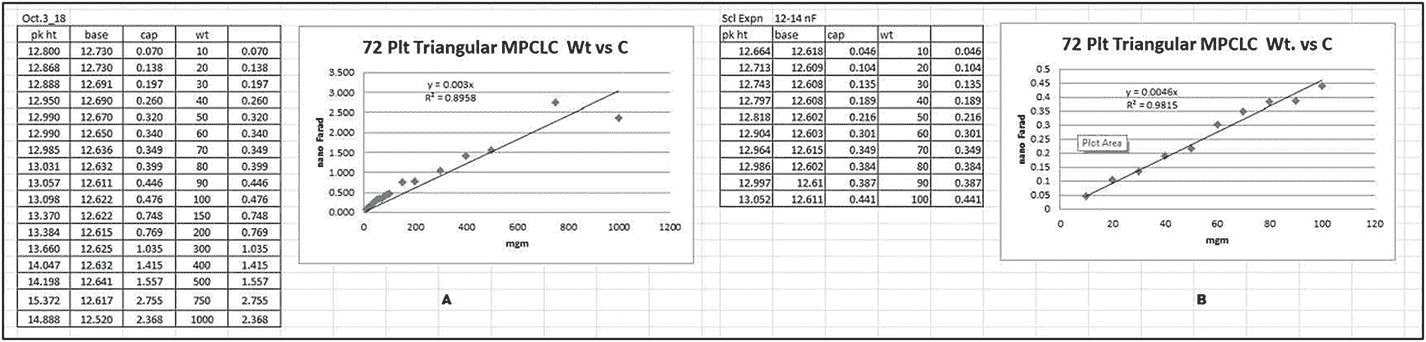 Oct.3_18
pk ht base cap wt
12.800 12.730 0.070 10 0.070
12.868 12.730 0.138 20 0.138
12.888 12.691 0.197 30 0.197
12.950 12.690 0.260 40 0.260
12.990 12.670 0.320 50 0.320
12.990 12.650 0.340 60 0.340
12.985 12.636 0.349 70 0.349
13.031 12.632 0.399 80 0.399
13.057 12.611 0.446 90 0.446
13.098 12.622 0.476 100 0.476
13.370 12.622 0.748 150 0.748
13.384 12.615 0.769 200 0.769
13.660 12.625 1.035 300 1.035
14.047 12.632 1.415 400 1.415
14.198 12.641 1.557 500 1.557
15.372 12.617 2.755 750 2.755
14.888 12.520 2.368 1000 2.368
72 Plt Triangular MPCLC Wt vs C
y = 0.003x
R² = 0.8958
nano Farad
3.500
3.000
2.500
2.000
1.500
1.000
0.500
0.000
0 200 400 600 800 1000 1200
mgm
A
Scl Expn 12-14 nF
pk ht base cap wt
12.664 12.618 0.046 10 0.046
12.713 12.609 0.104 20 0.104
12.743 12.608 0.135 30 0.135
12.797 12.608 0.189 40 0.189
12.818 12.602 0.216 50 0.216
12.904 12.603 0.301 60 0.301
12.964 12.615 0.349 70 0.349
12.986 12.602 0.384 80 0.384
12.997 12.61 0.387 90 0.387
13.052 12.611 0.441 100 0.441
72 Plt Triangular MPCLC Wt. vs C
y = 0.0046x
R² = 0.9815
Plot Area
nano Farad
0.5
0.45
0.4
0.35
0.3
0.25
0.2
0.15
0.1
0.05
0
0 20 40 60 80 100 120
mgm
B